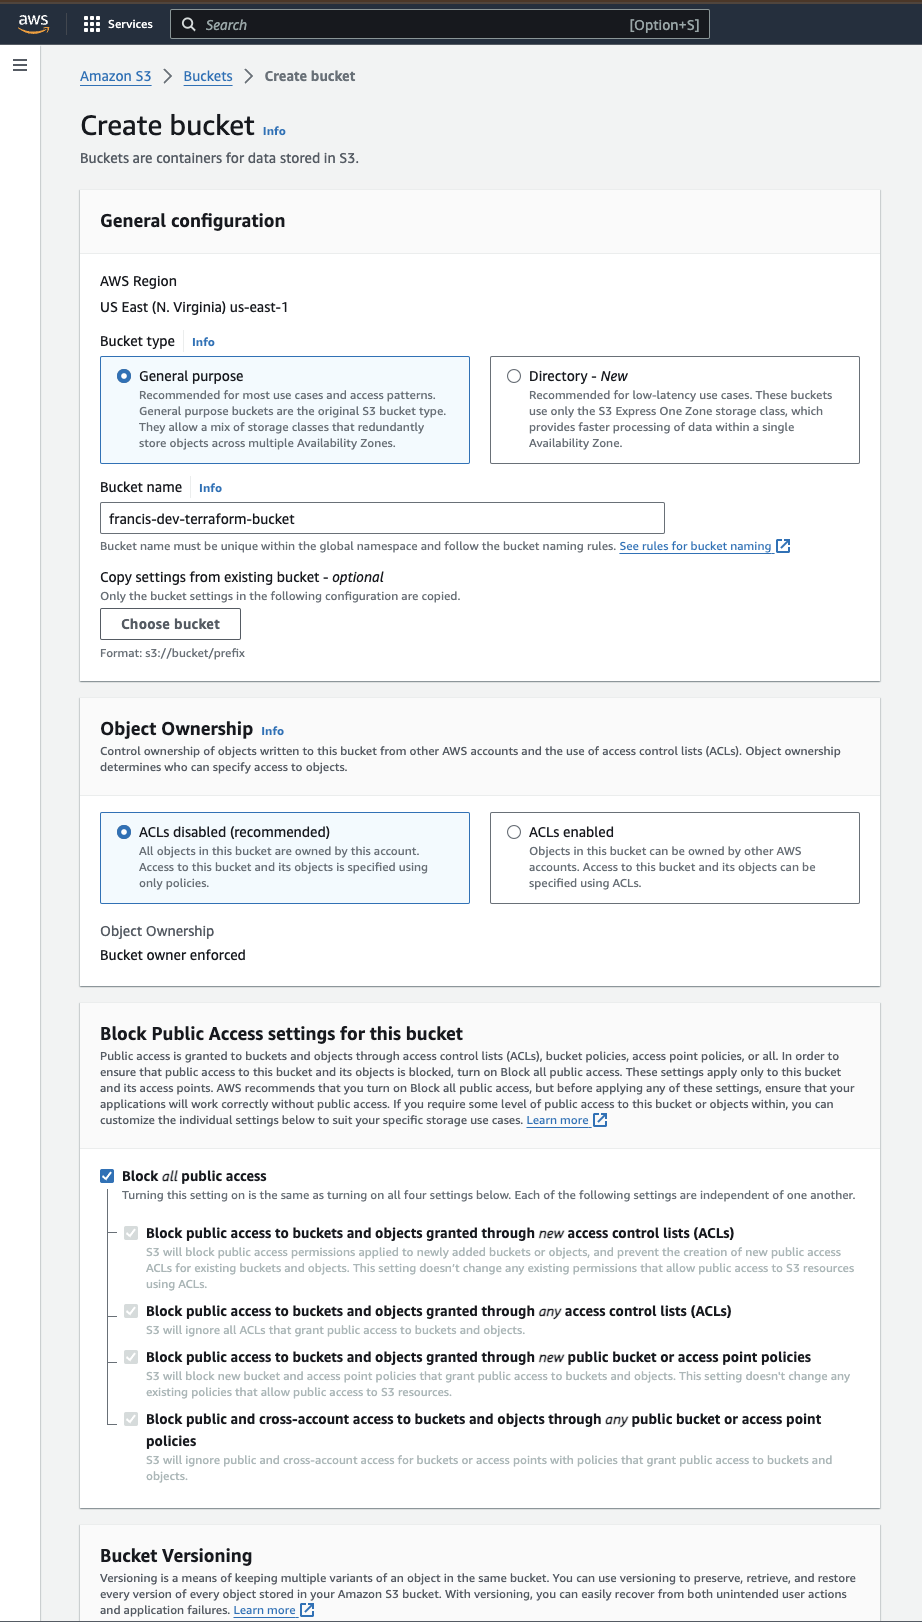 aws
Services
Search
[Option+S]
Amazon S3 > Buckets > Create bucket
Create bucket Info
Buckets are containers for data stored in S3.
General configuration
AWS Region
US East (N. Virginia) us-east-1
Bucket type Info
General purpose
Recommended for most use cases and access patterns.
General purpose buckets are the original S3 bucket type.
They allow a mix of storage classes that redundantly
store objects across multiple Availability Zones.
Directory - New
Recommended for low-latency use cases. These buckets
use only the S3 Express One Zone storage class, which
provides faster processing of data within a single
Availability Zone.
Bucket name Info
francis-dev-terraform-bucket
Bucket name must be unique within the global namespace and follow the bucket naming rules. See rules for bucket naming
Copy settings from existing bucket - optional
Only the bucket settings in the following configuration are copied.
Choose bucket
Format: s3://bucket/prefix
Object Ownership Info
Control ownership of objects written to this bucket from other AWS accounts and the use of access control lists (ACLs). Object ownership
determines who can specify access to objects.
ACLs disabled (recommended)
All objects in this bucket are owned by this account.
Access to this bucket and its objects is specified using
only policies.
ACLs enabled
Objects in this bucket can be owned by other AWS
accounts. Access to this bucket and its objects can be
specified using ACLs.
Object Ownership
Bucket owner enforced
Block Public Access settings for this bucket
Public access is granted to buckets and objects through access control lists (ACLs), bucket policies, access point policies, or all. In order to
ensure that public access to this bucket and its objects is blocked, turn on Block all public access. These settings apply only to this bucket
and its access points. AWS recommends that you turn on Block all public access, but before applying any of these settings, ensure that your
applications will work correctly without public access. If you require some level of public access to this bucket or objects within, you can
customize the individual settings below to suit your specific storage use cases. Learn more
Block all public access
Turning this setting on is the same as turning on all four settings below. Each of the following settings are independent of one another.
Block public access to buckets and objects granted through new access control lists (ACLs)
S3 will block public access permissions applied to newly added buckets or objects, and prevent the creation of new public access
ACLs for existing buckets and objects. This setting doesn't change any existing permissions that allow public access to S3 resources
using ACLs.
Block public access to buckets and objects granted through any access control lists (ACLs)
S3 will ignore all ACLs that grant public access to buckets and objects.
Block public access to buckets and objects granted through new public bucket or access point policies
S3 will block new bucket and access point policies that grant public access to buckets and objects. This setting doesn't change any
existing policies that allow public access to S3 resources.
Block public and cross-account access to buckets and objects through any public bucket or access point
policies
S3 will ignore public and cross-account access for buckets or access points with policies that grant public access to buckets and
objects.
Bucket Versioning
Versioning is a means of keeping multiple variants of an object in the same bucket. You can use versioning to preserve, retrieve, and restore
every version of every object stored in your Amazon S3 bucket. With versioning, you can easily recover from both unintended user actions
and application failures. Learn more